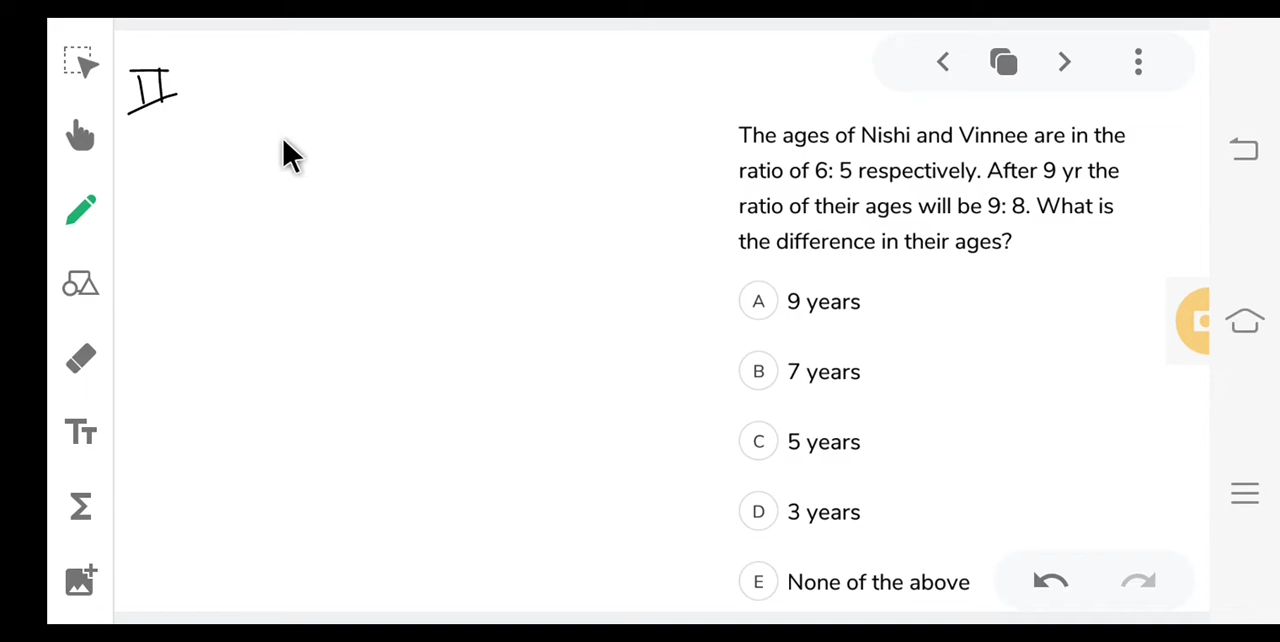 II
The ages of Nishi and Vinnee are in the
ratio of 6: 5 respectively. After 9 yr the
ratio of their ages will be 9: 8. What is
the difference in their ages?
A 9 years
B 7 years
C 5 years
D 3 years
E None of the above
TT
Σ